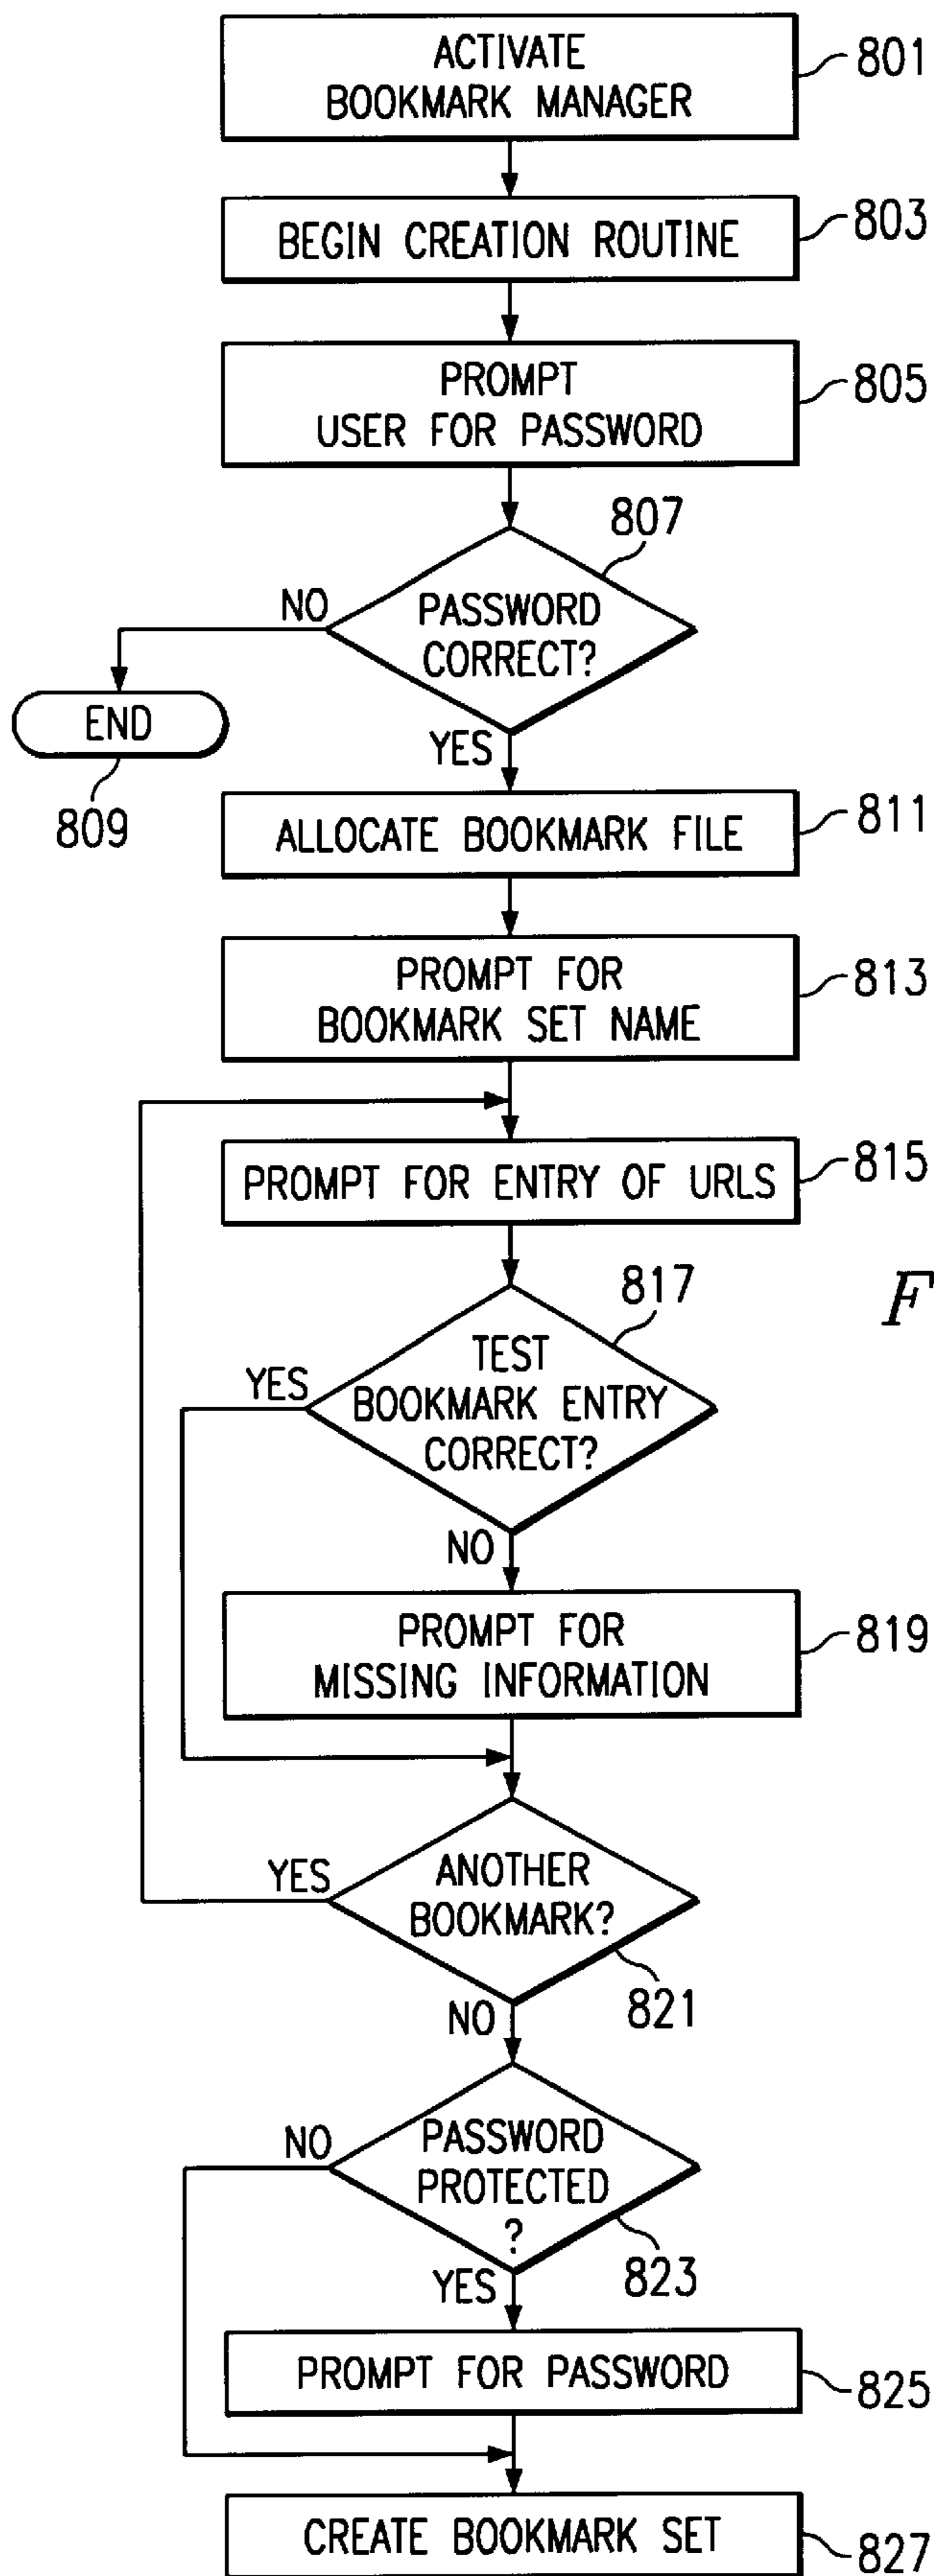 ACTIVATE
BOOKMARK MANAGER
801
BEGIN CREATION ROUTINE
803
PROMPT
USER FOR PASSWORD
805
807
PASSWORD
CORRECT?
NO
END
809
YES
ALLOCATE BOOKMARK FILE
811
PROMPT FOR
BOOKMARK SET NAME
813
PROMPT FOR ENTRY OF URLS
815
F
817
TEST
BOOKMARK ENTRY
CORRECT?
YES
NO
PROMPT FOR
MISSING INFORMATION
819
ANOTHER
BOOKMARK?
YES
821
NO
PASSWORD
PROTECTED
?
NO
823
YES
PROMPT FOR PASSWORD
825
CREATE BOOKMARK SET
827